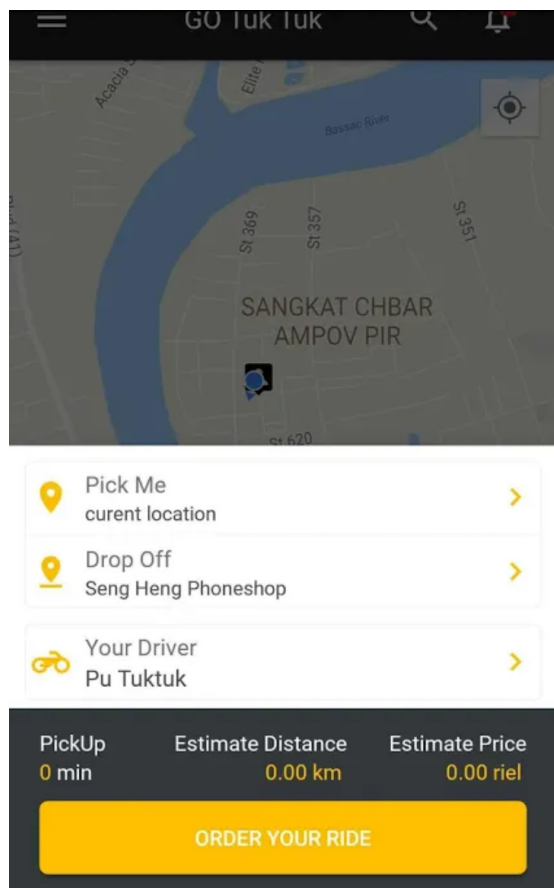 GO Tuk Tuk
Acacia
Elite
Bassac River
St 369
St 357
St 351
SANGKAT CHBAR
AMPOV PIR
St 620
Pick Me
curent location
Drop Off
Seng Heng Phoneshop
Your Driver
Pu Tuktuk
PickUp
Estimate Distance
Estimate Price
0 min
0.00 km
0.00 riel
ORDER YOUR RIDE